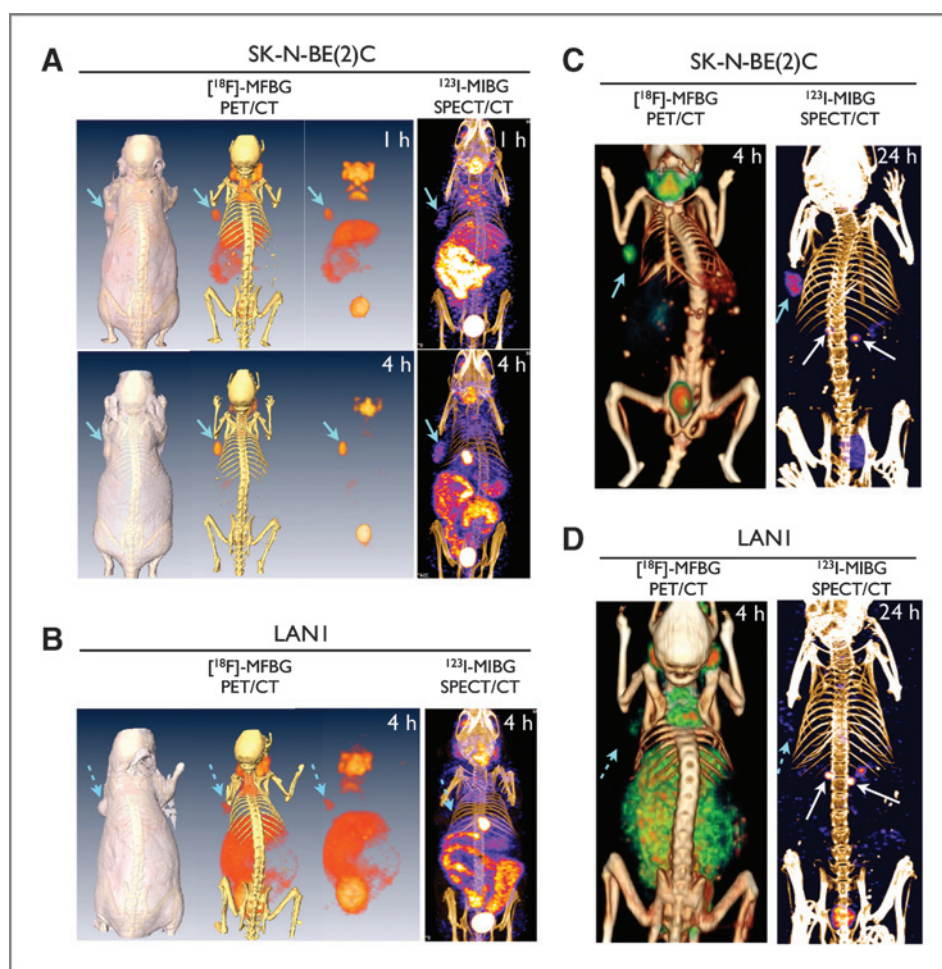 A
SK-N-BE(2)C
[18F]-MFBG
PET/CT
123I-MIBG
SPECT/CT
1 h
1 h
4 h
4 h
B
LAN1
[18F]-MFBG
PET/CT
123I-MIBG
SPECT/CT
4 h
4 h
C
SK-N-BE(2)C
[18F]-MFBG
PET/CT
123I-MIBG
SPECT/CT
4 h
24 h
D
LAN1
[18F]-MFBG
PET/CT
123I-MIBG
SPECT/CT
4 h
24 h